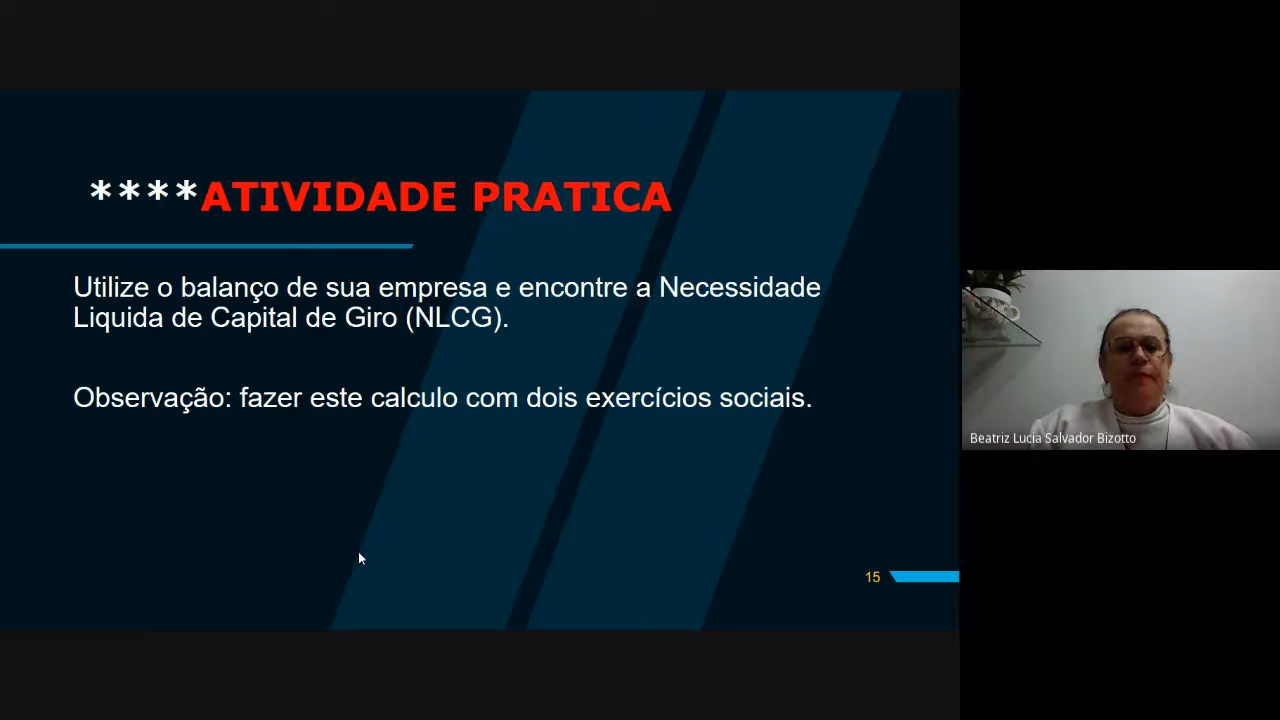 ****ATIVIDADE PRATICA
Utilize o balanço de sua empresa e encontre a Necessidade
Liquida de Capital de Giro (NLCG).
Observação: fazer este calculo com dois exercícios sociais.
15
Beatriz Lucia Salvador Bizotto